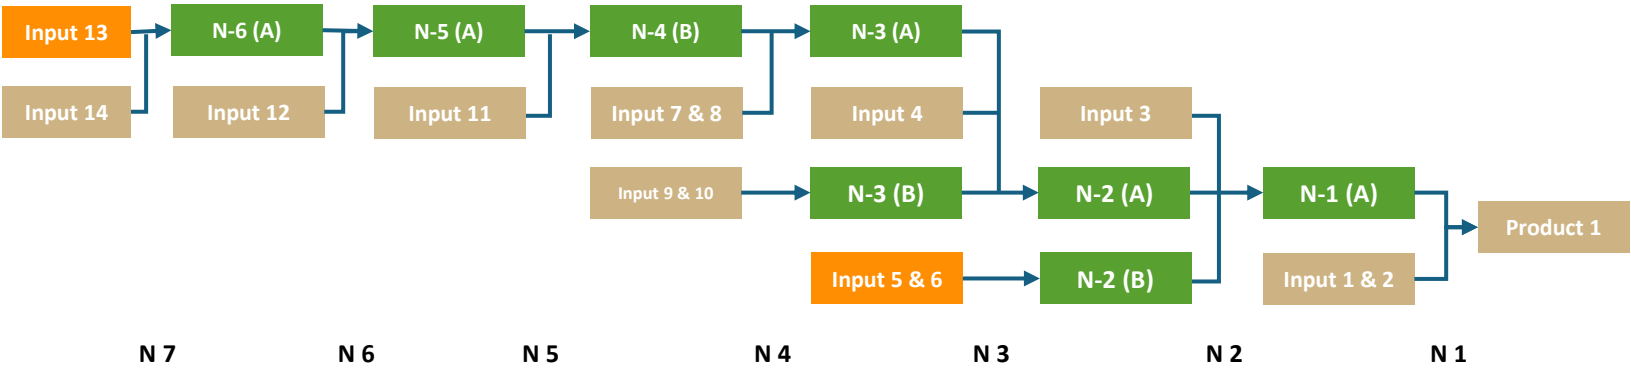 Input 13
N-6 (A)
N-5 (A)
N-4 (B)
N-3 (A)
Input 14
Input 12
Input 11
Input 7 & 8
Input 4
Input 3
Input 9 & 10
N-3 (B)
N-2 (A)
N-1 (A)
Product 1
Input 5 & 6
N-2 (B)
Input 1 & 2
N 7
N 6
N 5
N 4
N 3
N 2
N 1